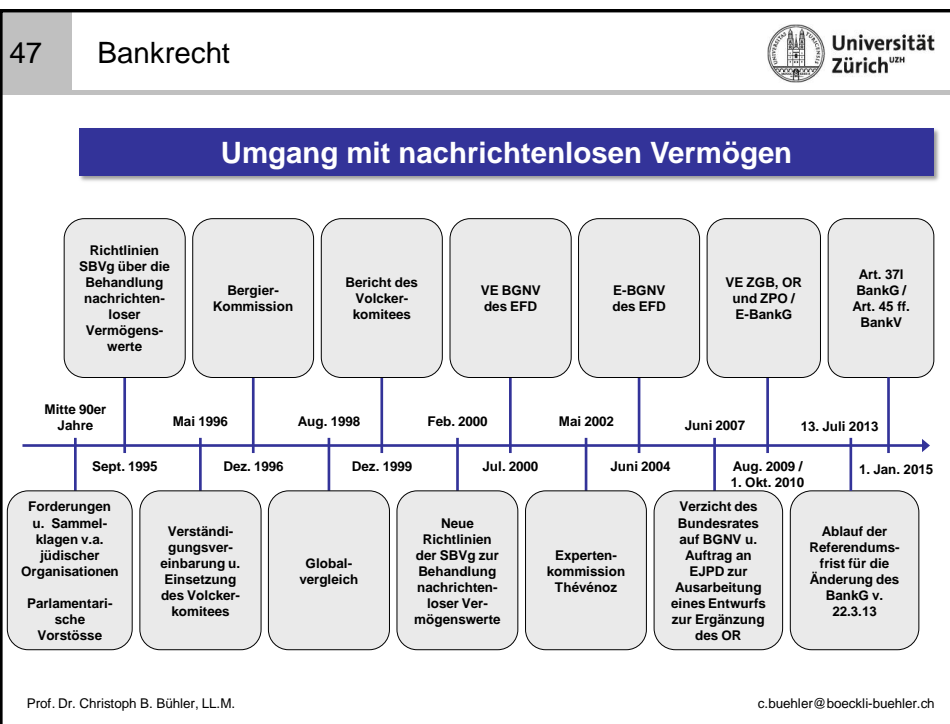 47
Bankrecht
Universität
Zürich UZH
Umgang mit nachrichtenlosen Vermögen
Richtlinien
SBVg über die
Behandlung
nachrichten-
loser
Vermögens-
werte
Bergier-
Kommission
Bericht des
Volcker-
komitees
VE BGNV
des EFD
E-BGNV
des EFD
VE ZGB, OR
und ZPO /
E-BankG
Art. 37l
BankG /
Art. 45 ff.
BankV
Mitte 90er
Jahre
Mai 1996
Aug. 1998
Feb. 2000
Mai 2002
Juni 2007
13. Juli 2013
Sept. 1995
Dez. 1996
Dez. 1999
Jul. 2000
Juni 2004
Aug. 2009 /
1. Okt. 2010
1. Jan. 2015
Forderungen
u. Sammel-
klagen v.a.
jüdischer
Organisationen
Parlamentari-
sche
Vorstösse
Verständi-
gungsver-
einbarung u.
Einsetzung
des Volcker-
komitees
Global-
vergleich
Neue
Richtlinien
der SBVg zur
Behandlung
nachrichten-
loser Ver-
mögenswerte
Experten-
kommission
Thévénoz
Verzicht des
Bundesrates
auf BGNV u.
Auftrag an
EJPD zur
Ausarbeitung
eines Entwurfs
zur Ergänzung
des OR
Ablauf der
Referendums-
frist für die
Änderung des
BankG v.
22.3.13
Prof. Dr. Christoph B. Bühler, LL.M.
c.buehler@boeckli-buehler.ch